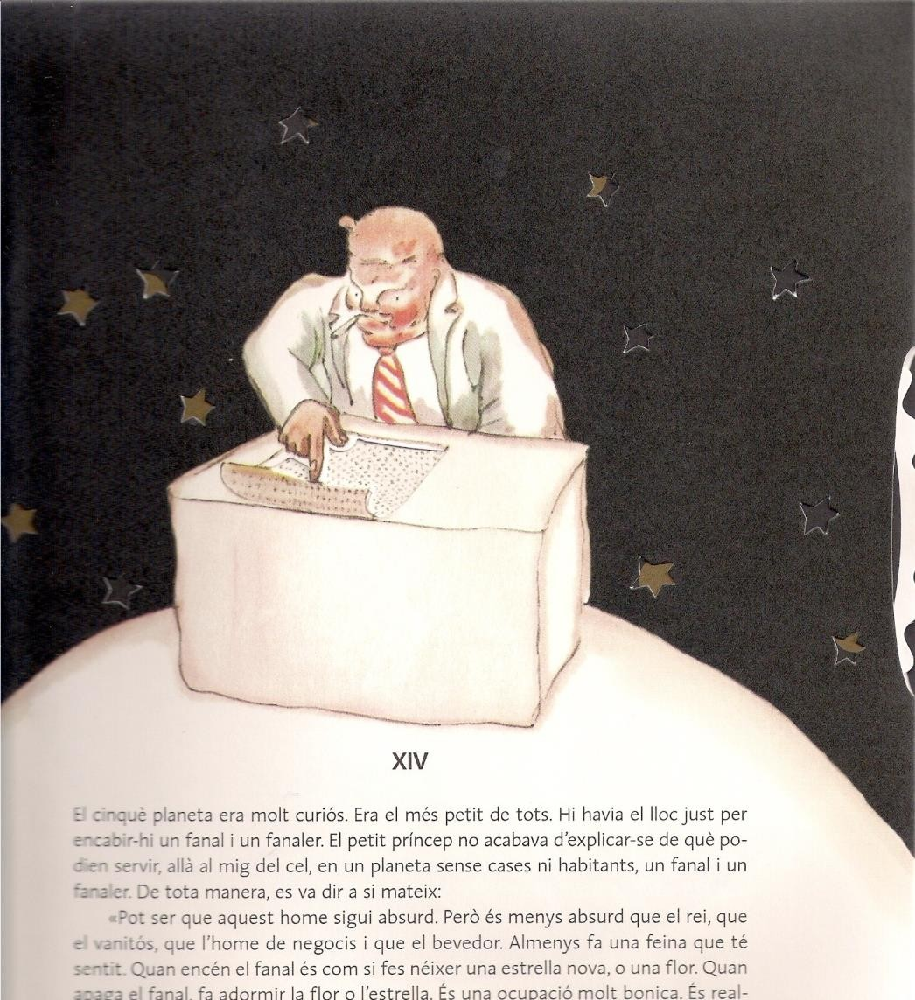 XIV
El cinquè planeta era molt curiós. Era el més petit de tots. Hi havia el lloc just per
encabir-hi un fanal i un fanaler. El petit príncep no acabava d'explicar-se de què po-
dien servir, allà al mig del cel, en un planeta sense cases ni habitants, un fanal i un
fanaler. De tota manera, es va dir a si mateix:
«Pot ser que aquest home sigui absurd. Però és menys absurd que el rei, que
el vanitós, que l'home de negocis i que el bevedor. Almenys fa una feina que té
sentit. Quan encén el fanal és com si fes néixer una estrella nova, o una flor. Quan
apaga el fanal, fa adormir la flor o l'estrella. És una ocupació molt bonica. És real-